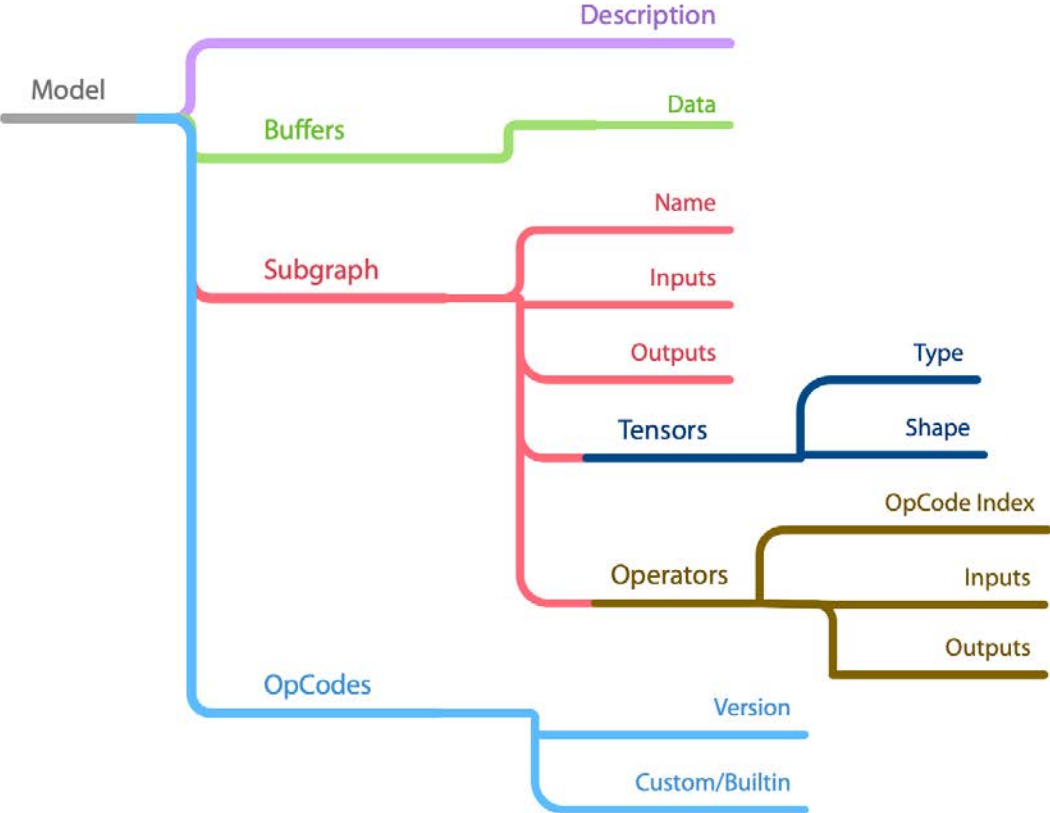 Description
Model
Data
Buffers
Name
Subgraph
Inputs
Outputs
Type
Tensors
Shape
OpCode Index
Operators
Inputs
Outputs
OpCodes
Version
Custom/Builtin